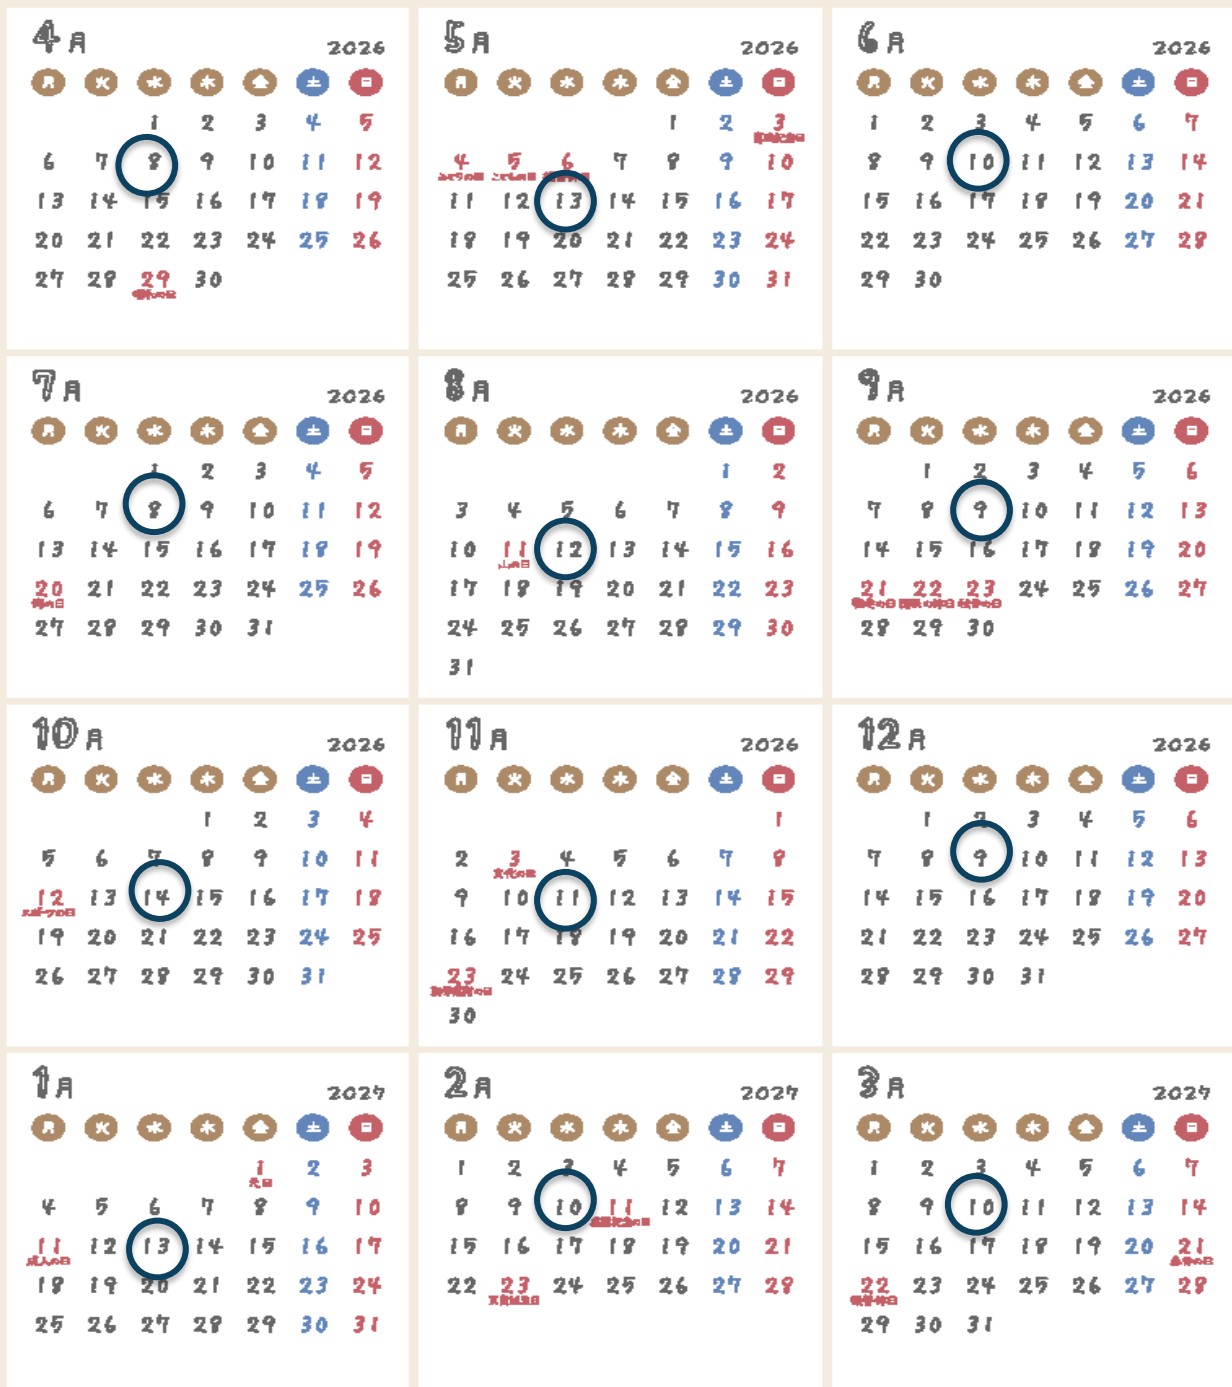 4月 2026
月 火 水 木 金 土 日
1 2 3 4 5
6 7 8 9 10 11 12
13 14 15 16 17 18 19
20 21 22 23 24 25 26
27 28 29 30
昭和の日
5月 2026
月 火 水 木 金 土 日
1 2 3
憲法記念日
4 5 6 7 8 9 10
みどりの日 こどもの日 振替休日
11 12 13 14 15 16 17
18 19 20 21 22 23 24
25 26 27 28 29 30 31
6月 2026
月 火 水 木 金 土 日
1 2 3 4 5 6 7
8 9 10 11 12 13 14
15 16 17 18 19 20 21
22 23 24 25 26 27 28
29 30
7月 2026
月 火 水 木 金 土 日
1 2 3 4 5
6 7 8 9 10 11 12
13 14 15 16 17 18 19
20 21 22 23 24 25 26
海の日
27 28 29 30 31
8月 2026
月 火 水 木 金 土 日
1 2
3 4 5 6 7 8 9
10 11 12 13 14 15 16
山の日
17 18 19 20 21 22 23
24 25 26 27 28 29 30
31
9月 2026
月 火 水 木 金 土 日
1 2 3 4 5 6
7 8 9 10 11 12 13
14 15 16 17 18 19 20
21 22 23 24 25 26 27
敬老の日 国民の休日 秋分の日
28 29 30
10月 2026
月 火 水 木 金 土 日
1 2 3 4
5 6 7 8 9 10 11
12 13 14 15 16 17 18
スポーツの日
19 20 21 22 23 24 25
26 27 28 29 30 31
11月 2026
月 火 水 木 金 土 日
1
2 3 4 5 6 7 8
文化の日
9 10 11 12 13 14 15
16 17 18 19 20 21 22
23 24 25 26 27 28 29
勤労感謝の日
30
12月 2026
月 火 水 木 金 土 日
1 2 3 4 5 6
7 8 9 10 11 12 13
14 15 16 17 18 19 20
21 22 23 24 25 26 27
28 29 30 31
1月 2027
月 火 水 木 金 土 日
1 2 3
元日
4 5 6 7 8 9 10
11 12 13 14 15 16 17
成人の日
18 19 20 21 22 23 24
25 26 27 28 29 30 31
2月 2027
月 火 水 木 金 土 日
1 2 3 4 5 6 7
8 9 10 11 12 13 14
建国記念の日
15 16 17 18 19 20 21
22 23 24 25 26 27 28
天皇誕生日
3月 2027
月 火 水 木 金 土 日
1 2 3 4 5 6 7
8 9 10 11 12 13 14
15 16 17 18 19 20 21
春分の日
22 23 24 25 26 27 28
振替休日
29 30 31